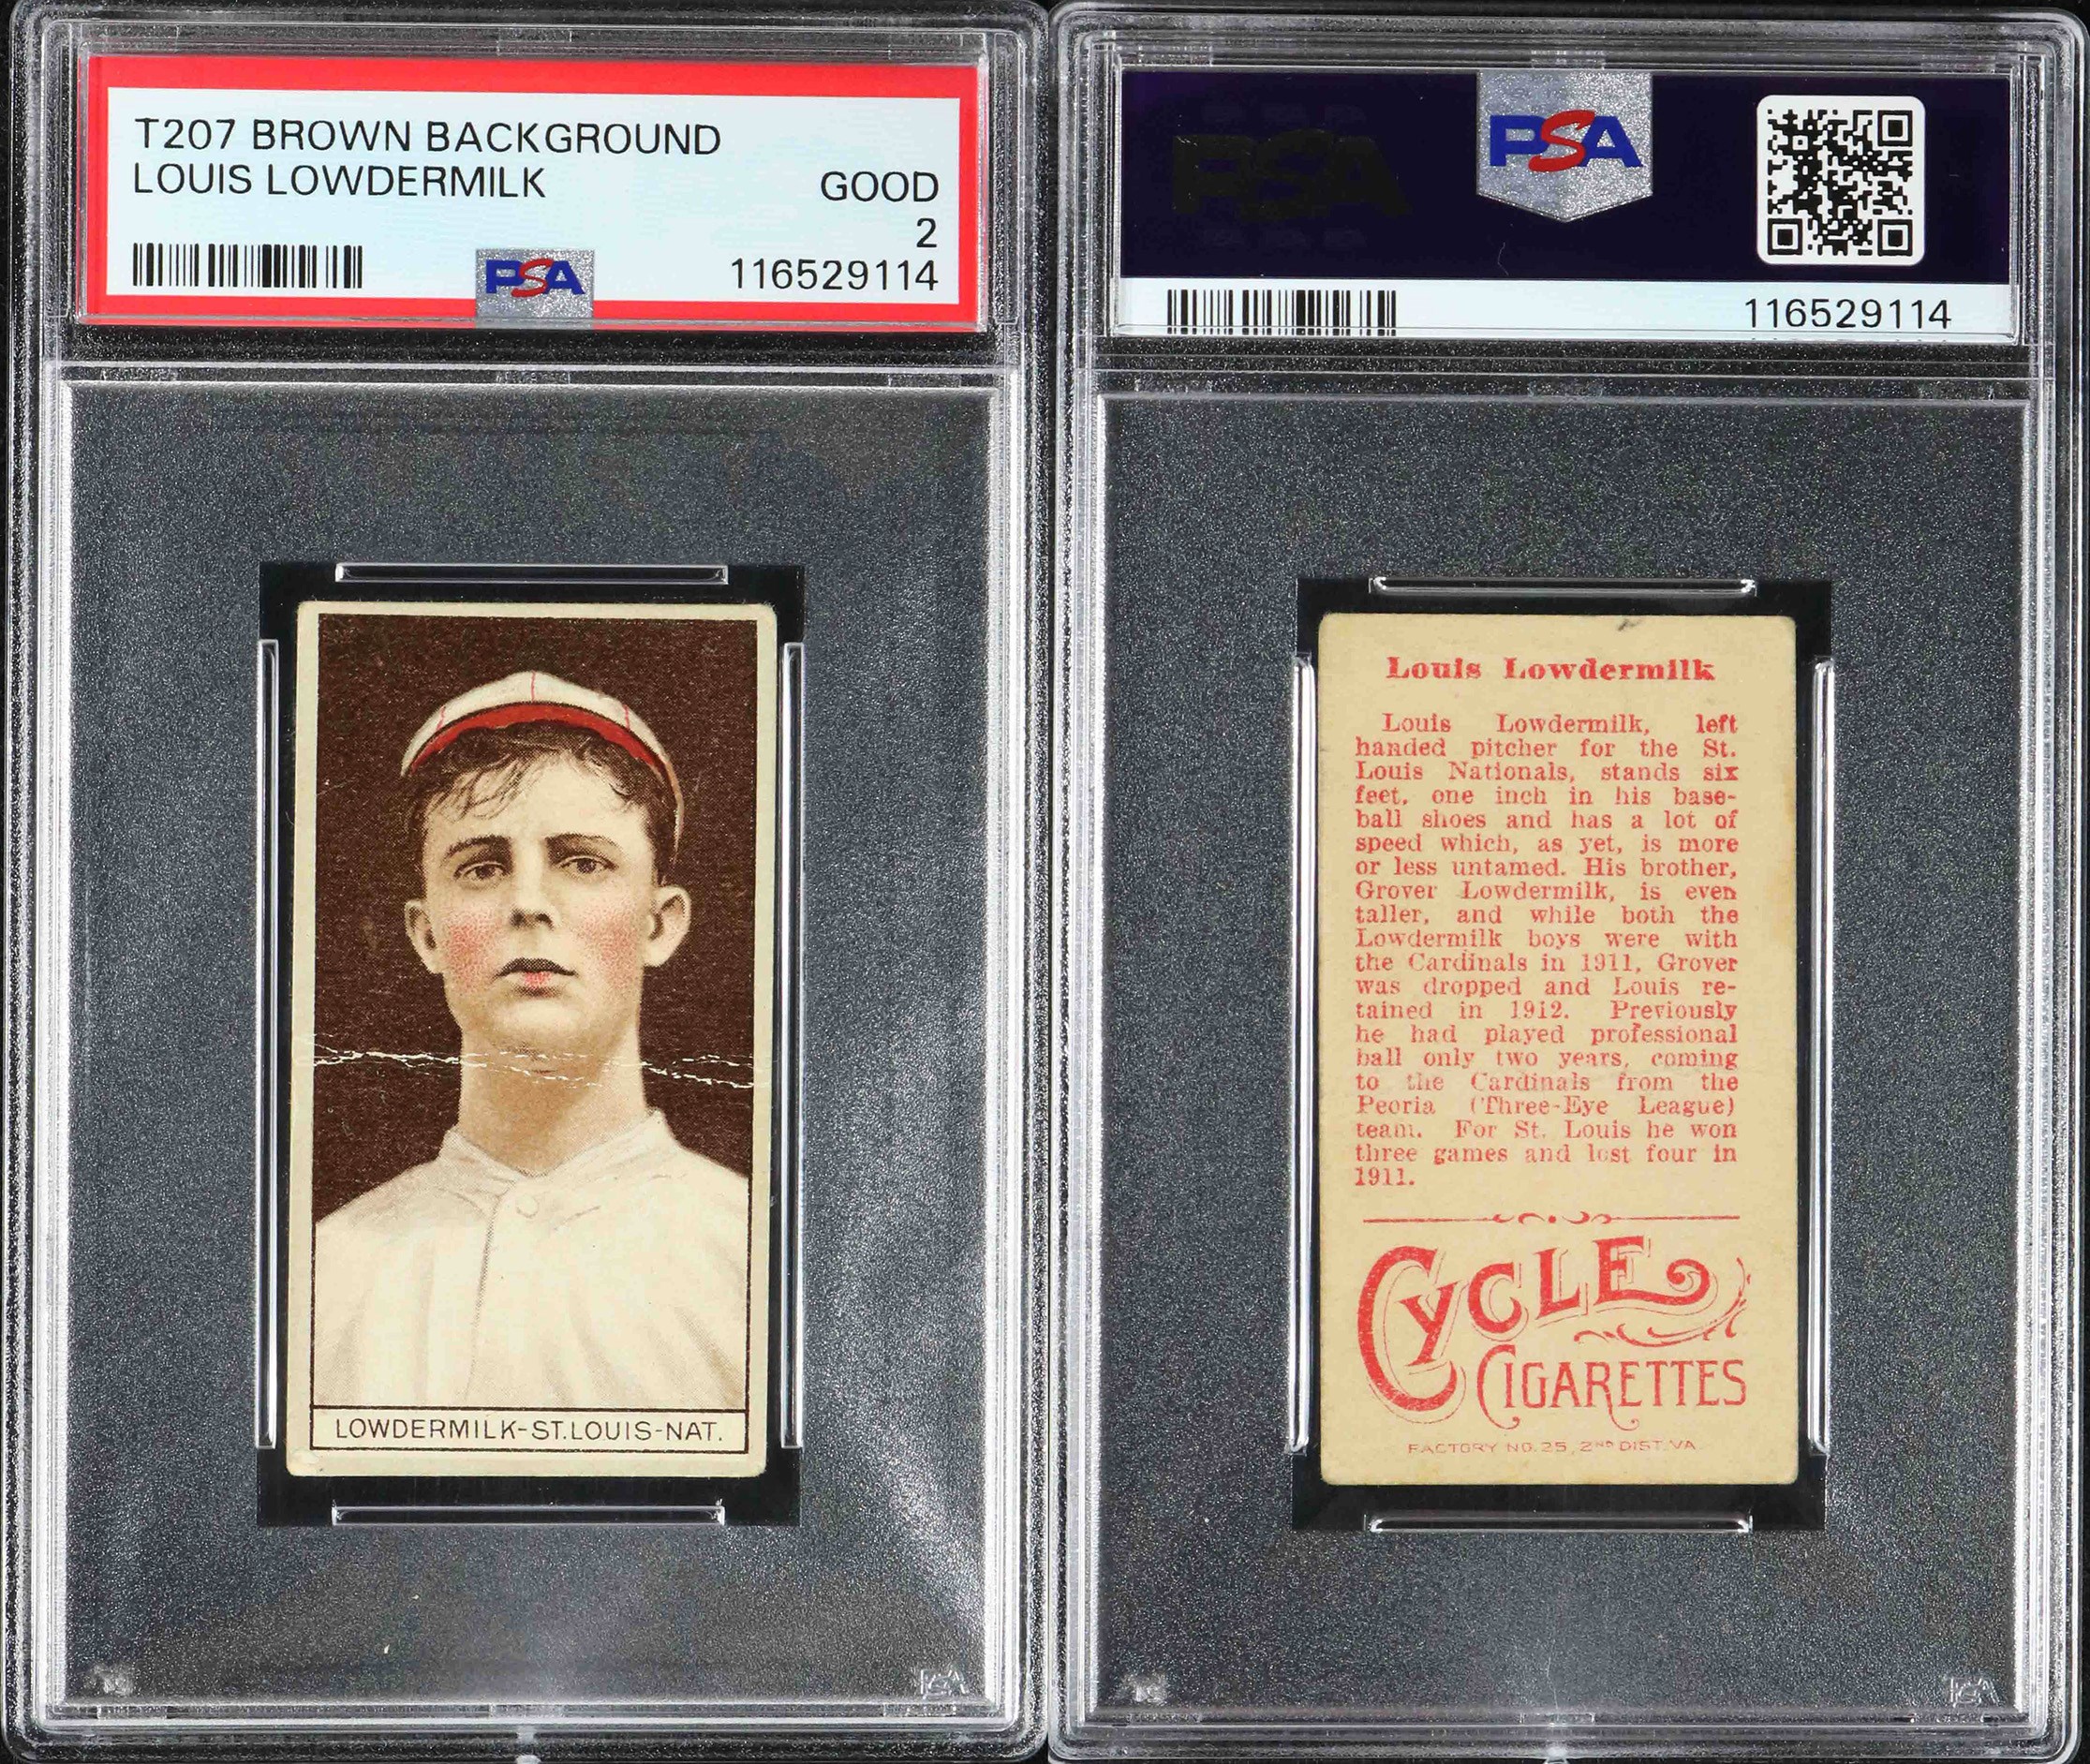 T207 BROWN BACKGROUND
LOUIS LOWDERMILK
GOOD
2
PSA
116529114
LOWDERMILK-ST.LOUIS-NAT.
PSA
PSA
PSA
116529114
Louis Lowdermilk
Louis Lowdermilk, left
handed pitcher for the St.
Louis Nationals, stands six
feet, one inch in his base-
ball shoes and has a lot of
speed which, as yet, is more
or less untamed. His brother,
Grover Lowdermilk, is even
taller, and while both the
Lowdermilk boys were with
the Cardinals in 1911, Grover
was dropped and Louis re-
tained in 1912. Previously
he had played professional
ball only two years, coming
to the Cardinals from the
Peoria (Three-Eye League)
team. For St. Louis he won
three games and lost four in
1911.
CYCLE
CIGARETTES
FACTORY NO. 25, 2ND DIST. VA.
PSA